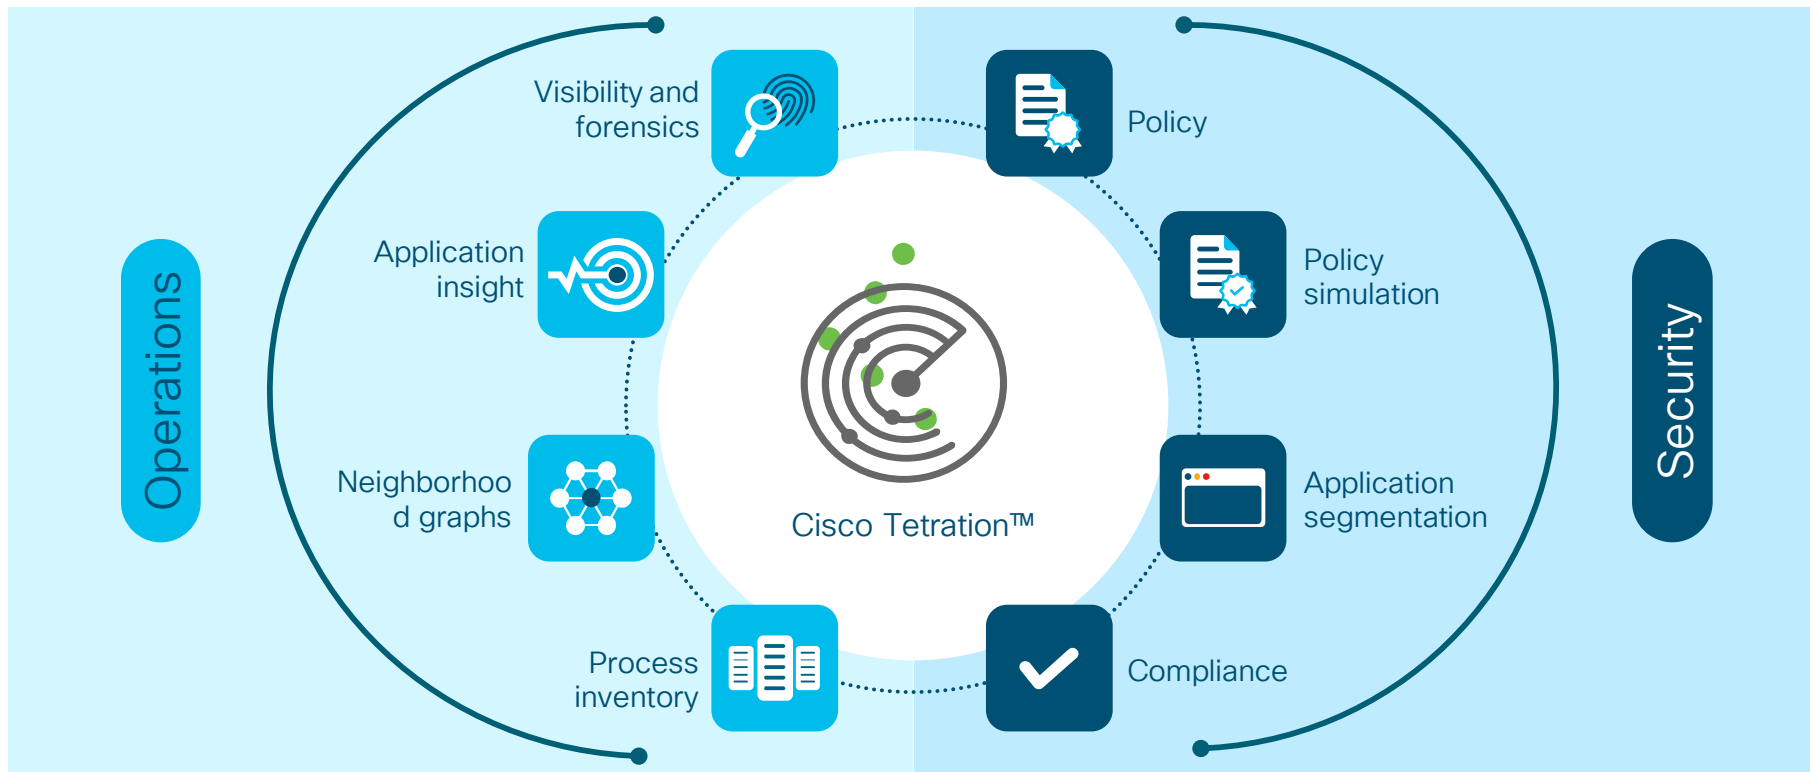 Operations
Visibility and
forensics
Application
insight
Neighborhoo
d graphs
Process
inventory
Cisco Tetration™
Policy
Policy
simulation
Application
segmentation
Compliance
Security